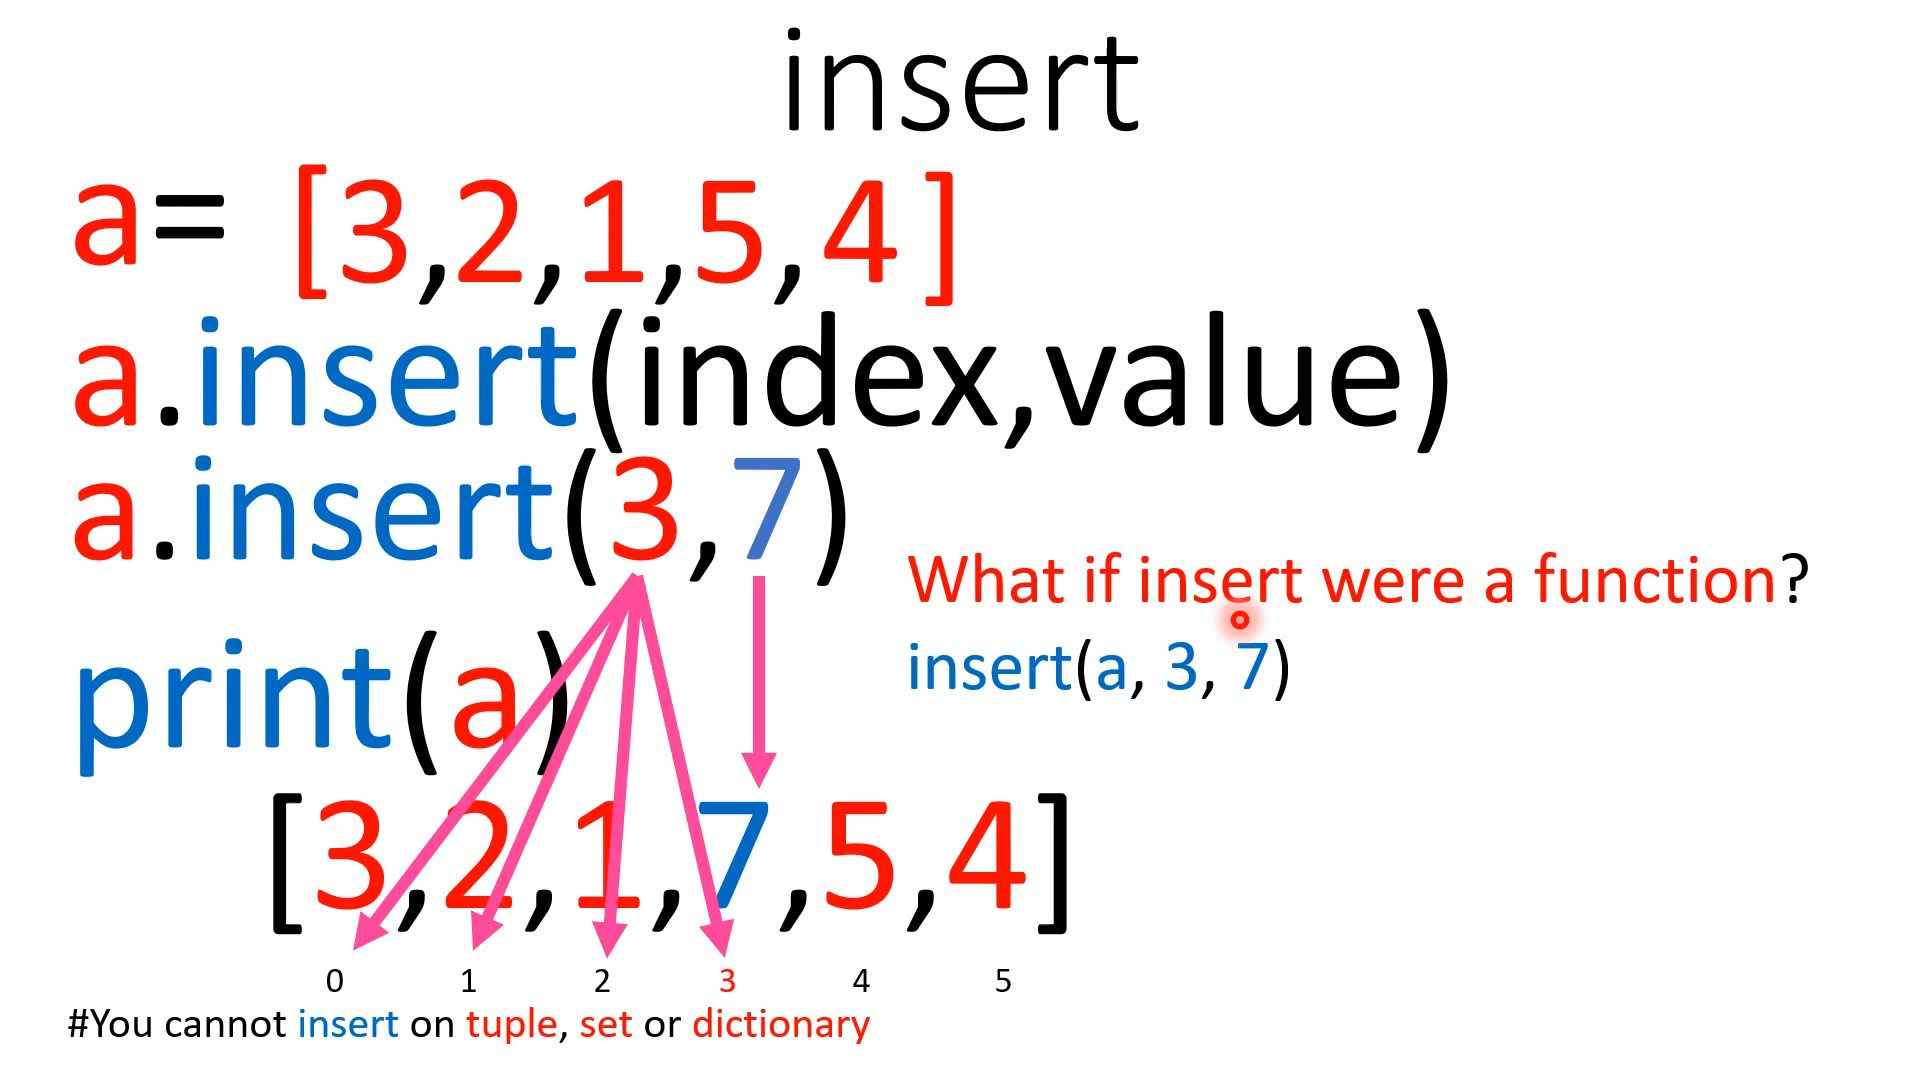 insert
a= [3,2,1,5,4]
a.insert(index,value)
a.insert(3,7)
What if insert were a function?
insert(a, 3, 7)
print(a)
[3,2,1,7,5,4]
0 1 2 3 4 5
#You cannot insert on tuple, set or dictionary